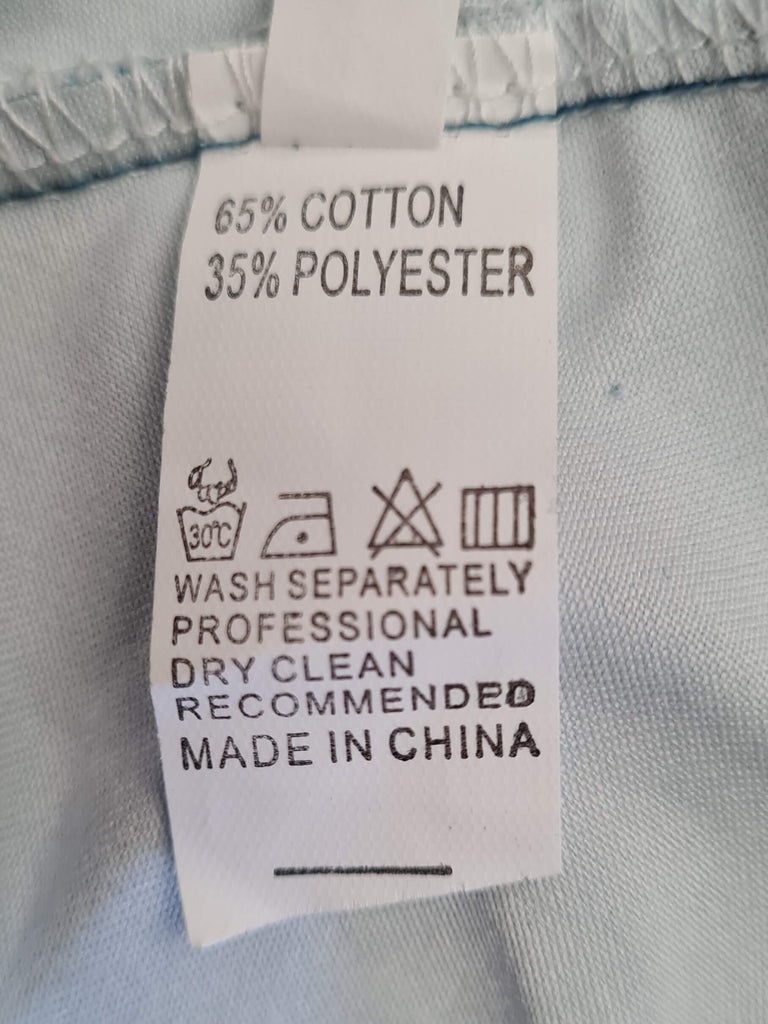 65% COTTON
35% POLYESTER
30°C
WASH SEPARATELY
PROFESSIONAL
DRY CLEAN
RECOMMENDED
MADE IN CHINA